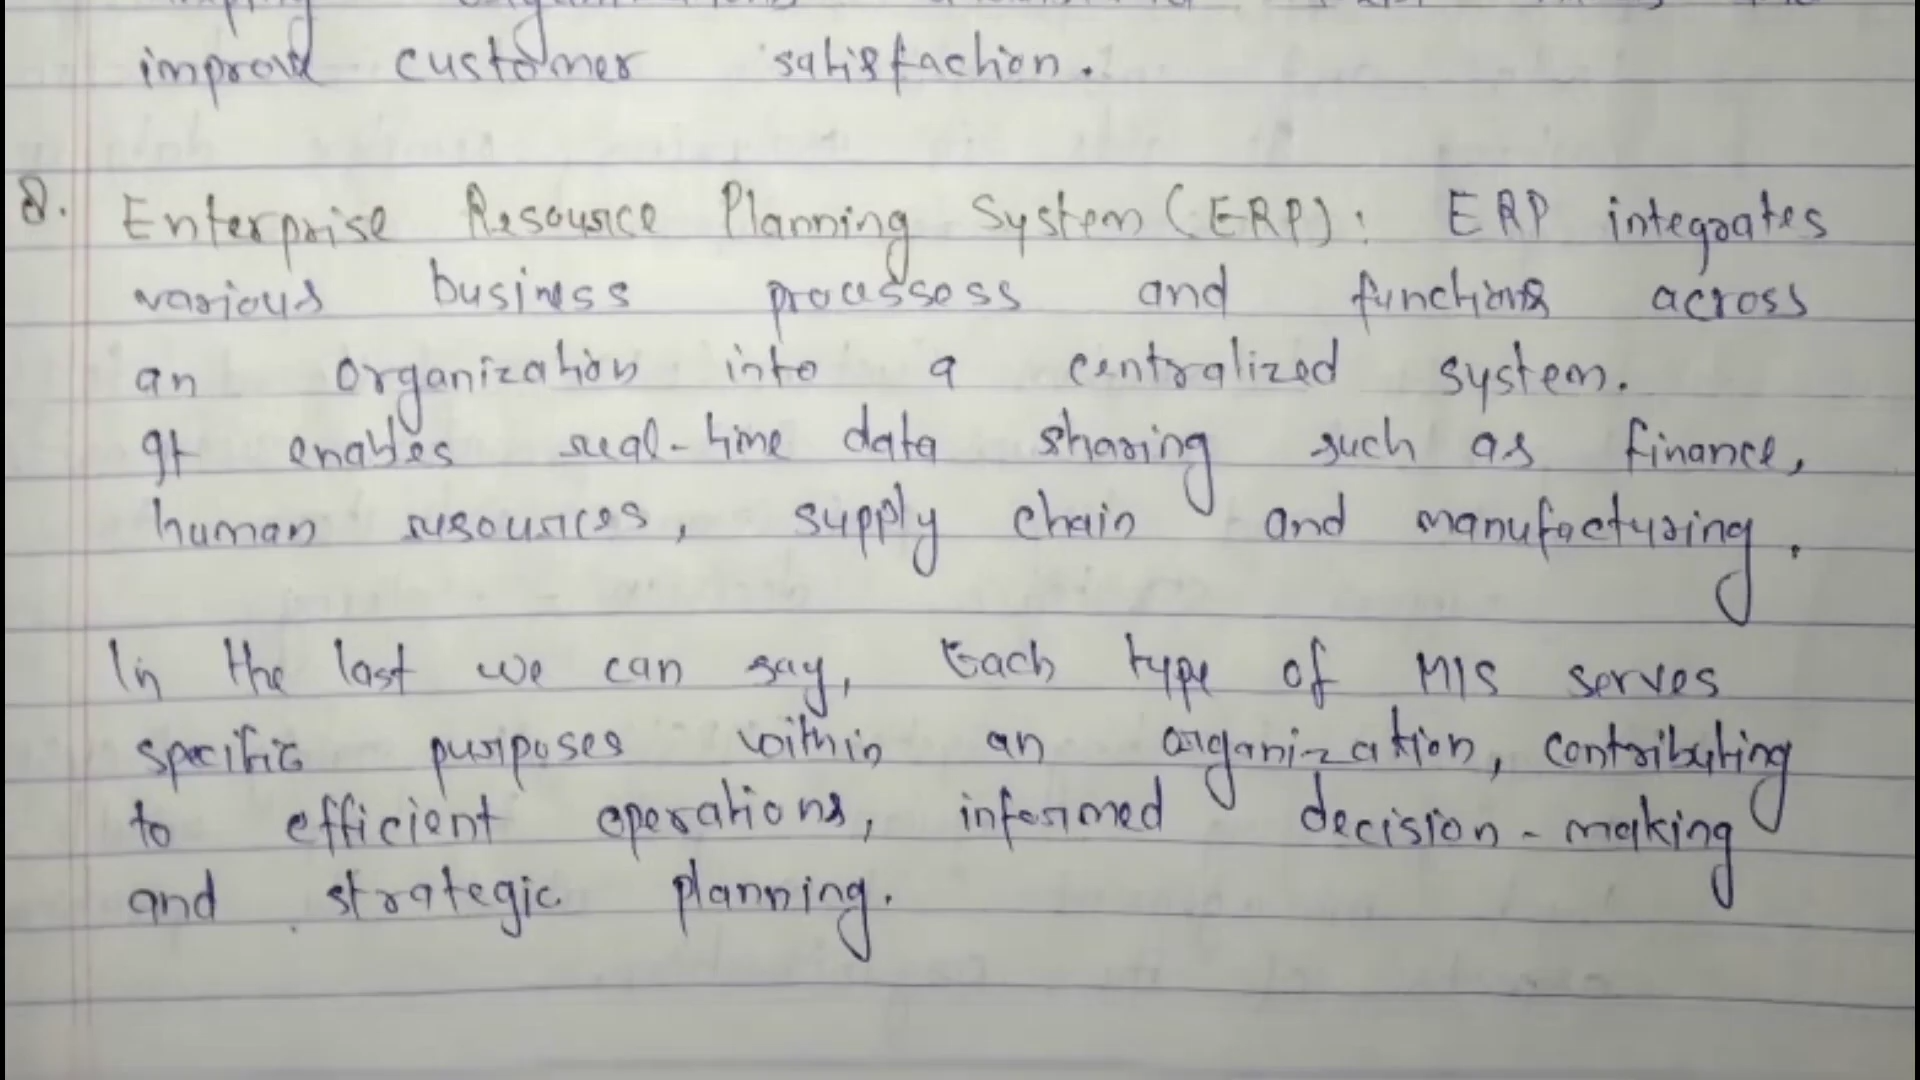 improve customer satisfaction.
8. Enterprise Resource Planning System (ERP): ERP integrates
various business processess and functions across
an organization into a centralized system.
It enables real-time data sharing such as finance,
human resources, supply chain and manufacturing.
In the last we can say, Each type of MIS serves
specific purposes within an organization, contributing
to efficient operations, informed decision-making
and strategic planning.